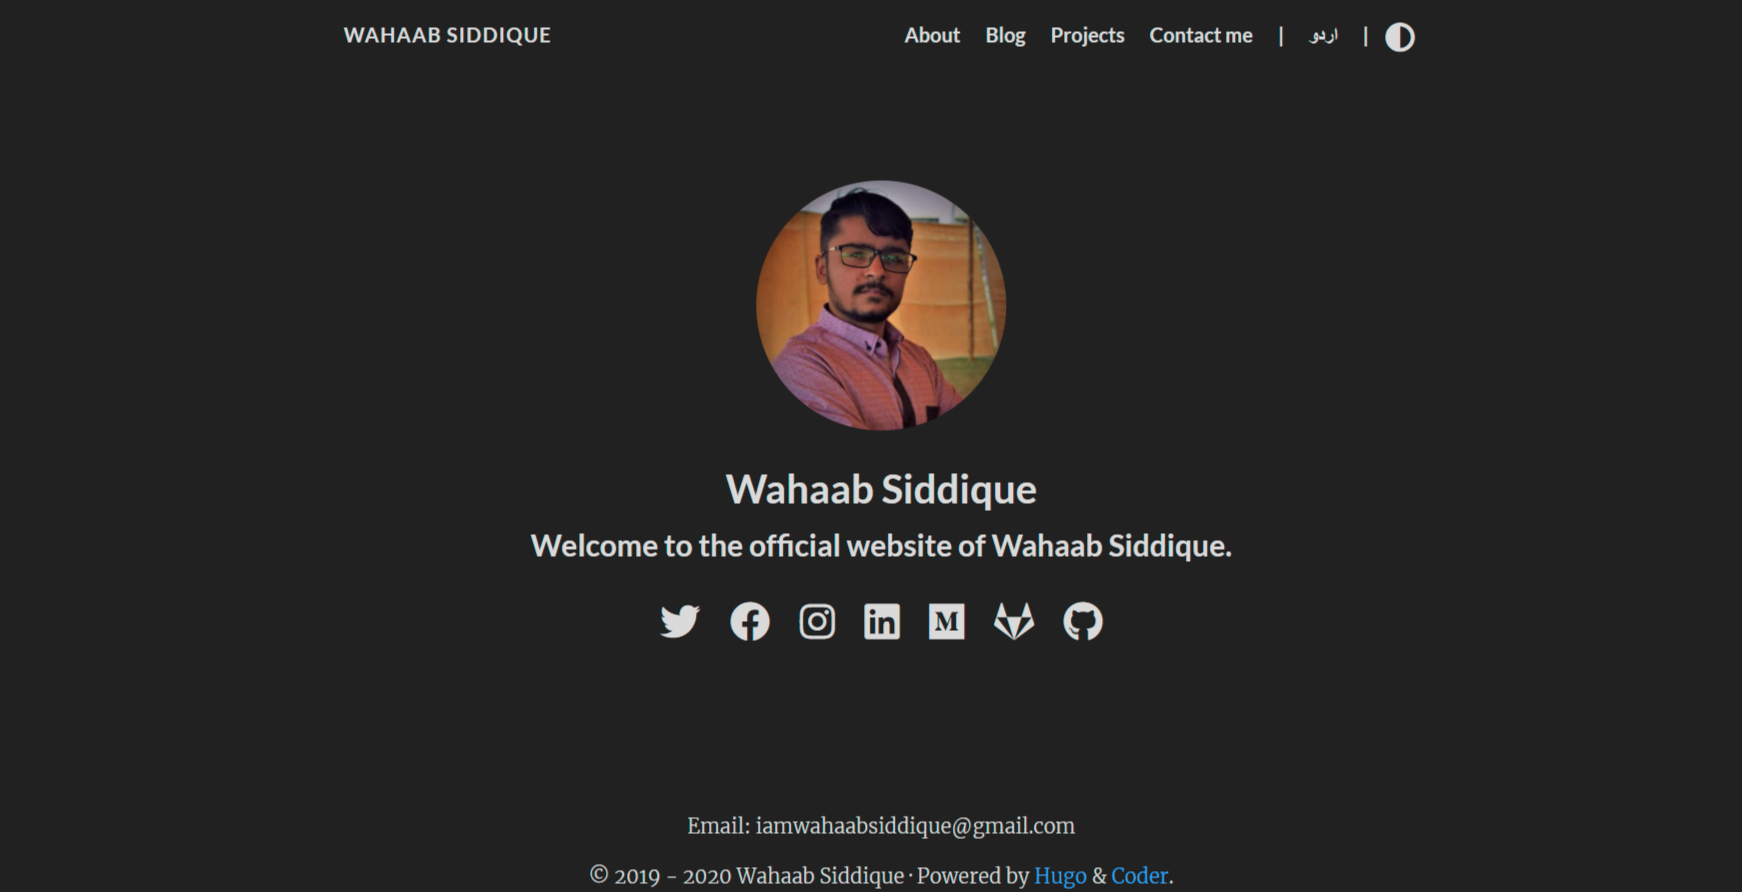 WAHAAB SIDDIQUE About Blog Projects Contact me | اردو |
Wahaab Siddique
Welcome to the official website of Wahaab Siddique.
Email: iamwahaabsiddique@gmail.com
© 2019 - 2020 Wahaab Siddique · Powered by Hugo & Coder.